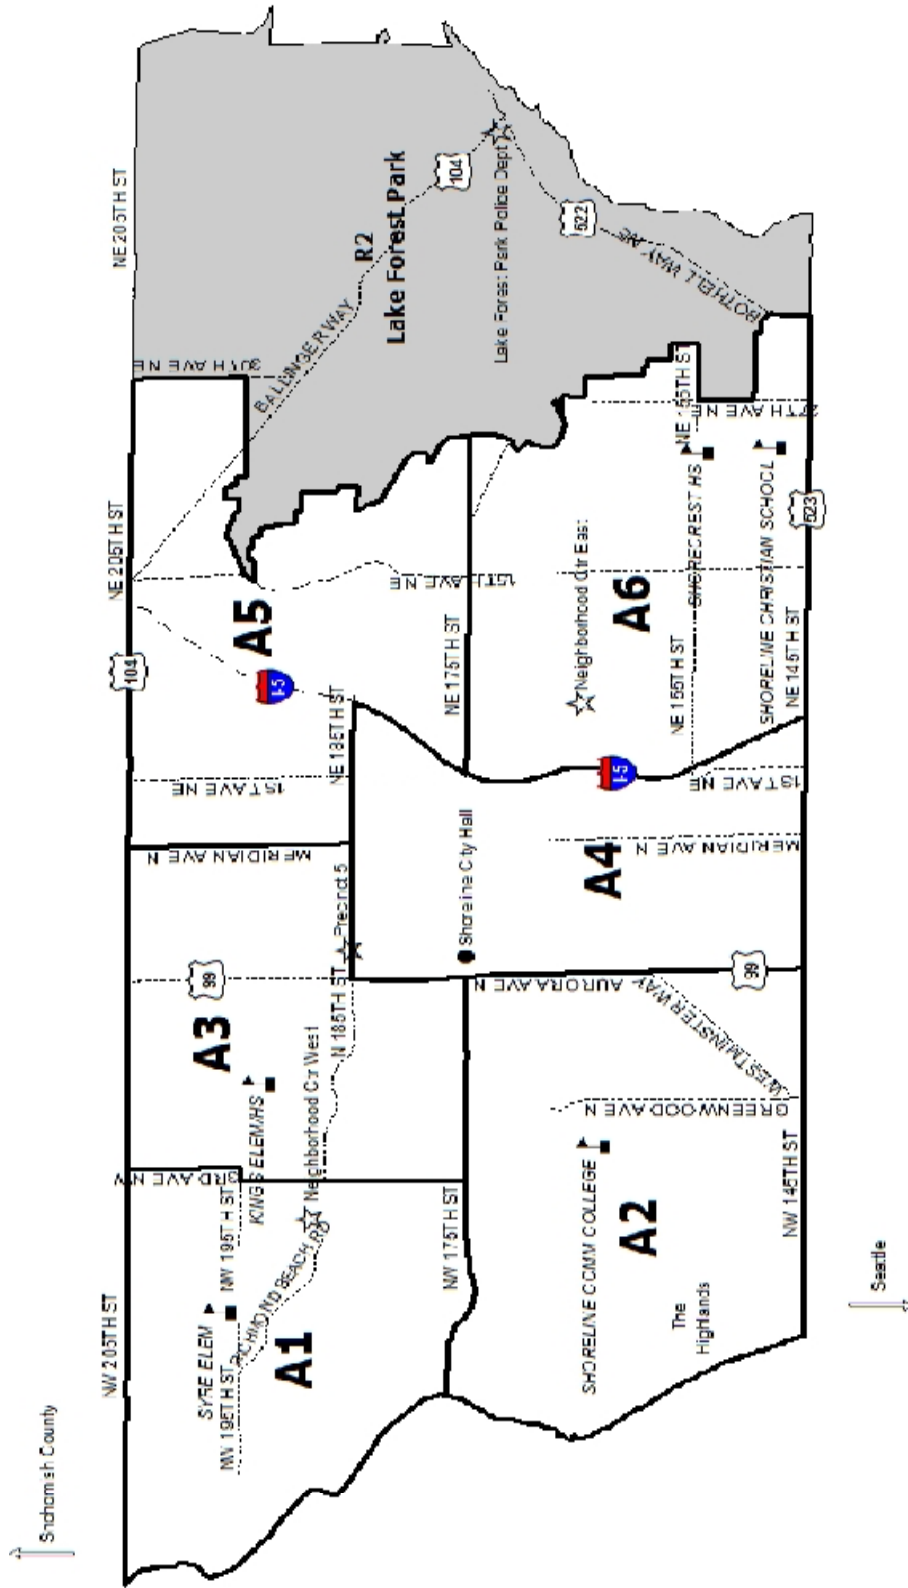 Snohomish County
NW 205TH ST
NE 205TH ST
NE 205TH ST
104
SYRE ELEM
NW 195TH ST
NW 195TH ST
RICHMOND BEACH RD
A1
3RD AVE NW
KING'S ELEM/HS
Neighborhood Ctr West
A3
99
N 185TH ST
Precinct 5
MERIDIAN AVE N
1ST AVE NE
NE 185TH ST
I-5
A5
15TH AVE NE
BALLINGER WAY
R2
Lake Forest Park
104
Lake Forest Park Police Dept
522
BOTHELL WAY NE
NW 175TH ST
NE 175TH ST
Shoreline City Hall
AURORA AVE N
WESTMINSTER WAY
GREENWOOD AVE N
SHORELINE COMM COLLEGE
A2
The
Highlands
NW 145TH ST
99
A4
MERIDIAN AVE N
I-5
1ST AVE NE
Neighborhood Ctr East
A6
NE 155TH ST
NE 155TH ST
SHORECREST HS
SHORELINE CHRISTIAN SCHOOL
NE 145TH ST
523
27TH AVE NE
Seattle